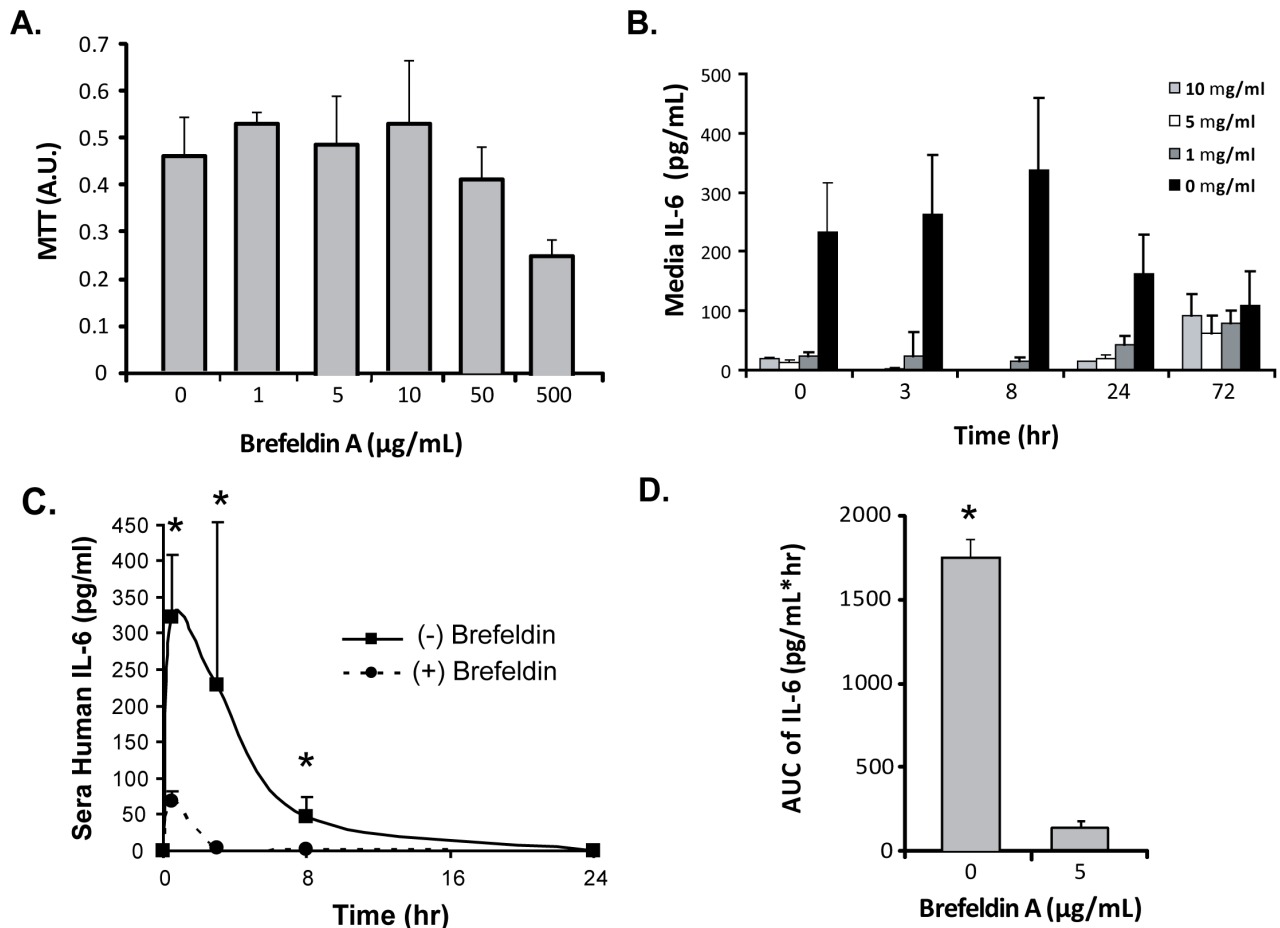 A.
0.7
0.6
0.5
0.4
0.3
0.2
0.1
0
MTT (A.U.)
0 1 5 10 50 500
Brefeldin A (µg/mL)
B.
500
400
300
200
100
0
Media IL-6 (pg/mL)
10 mg/ml
5 mg/ml
1 mg/ml
0 mg/ml
0 3 8 24 72
Time (hr)
C.
450
400
350
300
250
200
150
100
50
0
Sera Human IL-6 (pg/ml)
* * *
(-) Brefeldin
(+) Brefeldin
0 8 16 24
Time (hr)
D.
2000
1500
1000
500
0
AUC of IL-6 (pg/mL*hr)
*
0 5
Brefeldin A (µg/mL)